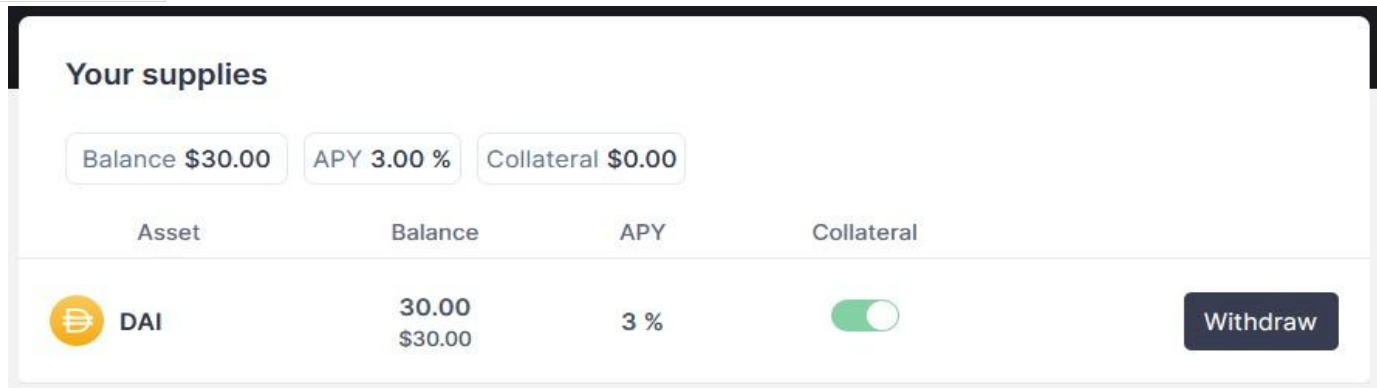 Your supplies
Balance $30.00 APY 3.00 % Collateral $0.00
Asset Balance APY Collateral
DAI 30.00 3 % Withdraw
$30.00